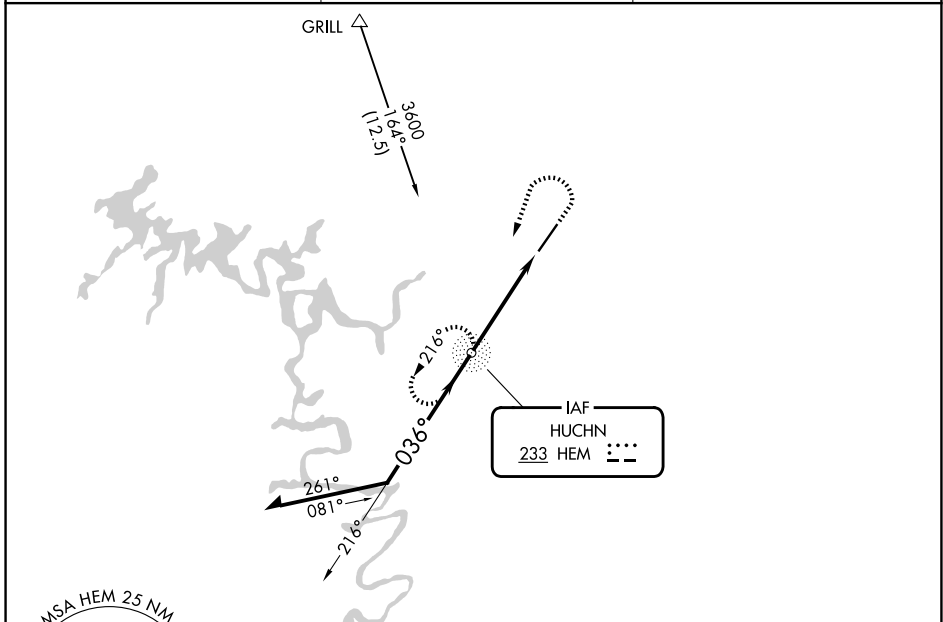 GRILL
3600
164°
(12.5)
216°
IAF
HUCHN
233 HEM
036°
261°
081°
216°
MSA HEM 25 NM